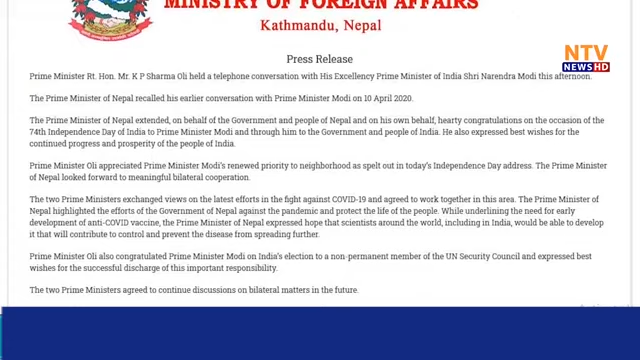 MINISTRY OF FOREIGN AFFAIRS
Kathmandu, Nepal
Press Release
NTV
NEWS HD
Prime Minister Rt. Hon. Mr. K P Sharma Oli held a telephone conversation with His Excellency Prime Minister of India Shri Narendra Modi this afternoon.
The Prime Minister of Nepal recalled his earlier conversation with Prime Minister Modi on 10 April 2020.
The Prime Minister of Nepal extended, on behalf of the Government and people of Nepal and on his own behalf, hearty congratulations on the occasion of the
74th Independence Day of India to Prime Minister Modi and through him to the Government and people of India. He also expressed best wishes for the
continued progress and prosperity of the people of India.
Prime Minister Oli appreciated Prime Minister Modi's renewed priority to neighborhood as spelt out in today's Independence Day address. The Prime Minister
of Nepal looked forward to meaningful bilateral cooperation.
The two Prime Ministers exchanged views on the latest efforts in the fight against COVID-19 and agreed to work together in this area. The Prime Minister of
Nepal highlighted the efforts of the Government of Nepal against the pandemic and protect the life of the people. While underlining the need for early
development of anti-COVID vaccine, the Prime Minister of Nepal expressed hope that scientists around the world, including in India, would be able to develop
it that will contribute to control and prevent the disease from spreading further.
Prime Minister Oli also congratulated Prime Minister Modi on India's election to a non-permanent member of the UN Security Council and expressed best
wishes for the successful discharge of this important responsibility.
The two Prime Ministers agreed to continue discussions on bilateral matters in the future.